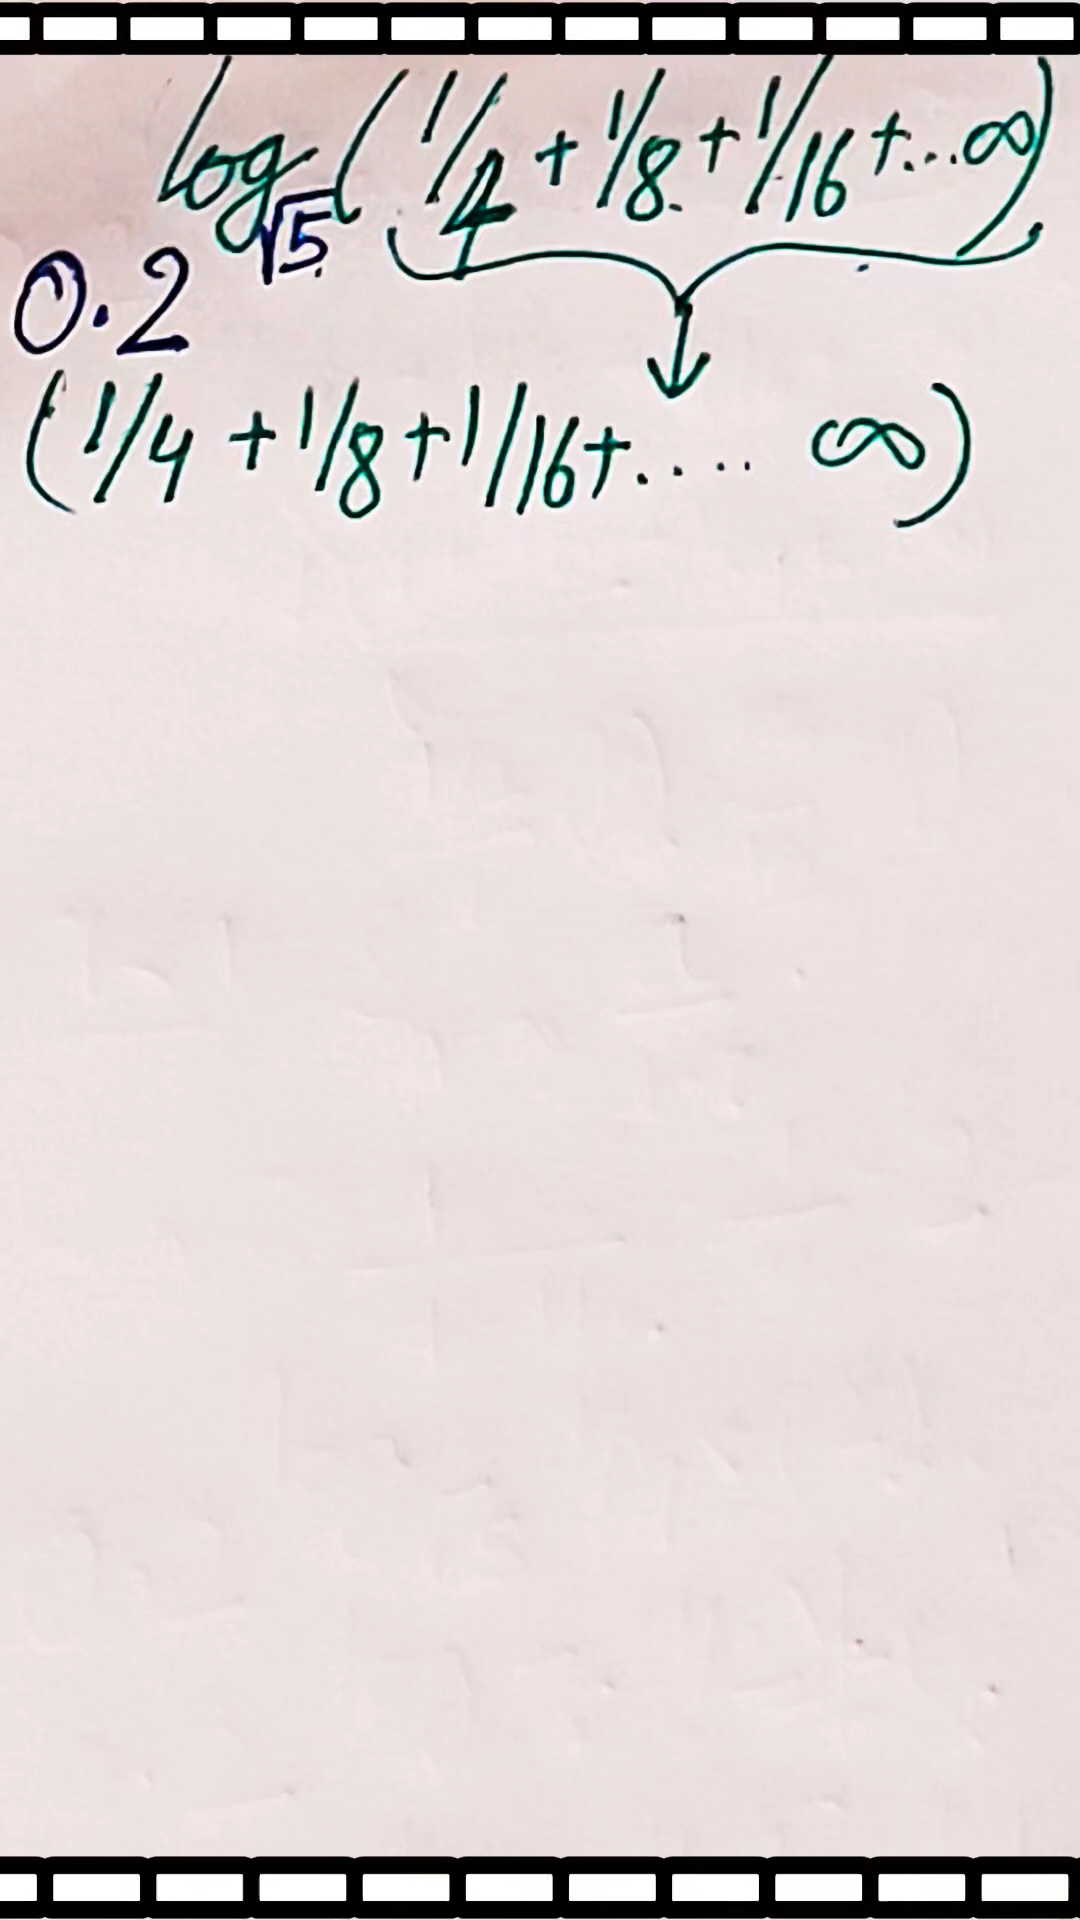 log√5 (1/4 + 1/8 + 1/16 +...∞)
0.2
(1/4 + 1/8 + 1/16+ ..... ∞)